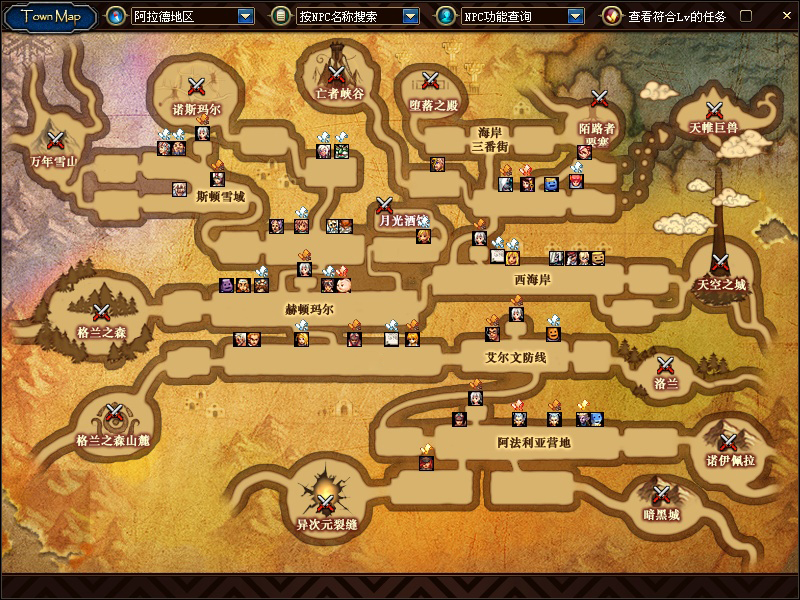 Town Map
阿拉德地区
按NPC名称搜索
NPC功能查询
查看符合Lv的任务
亡者峡谷
诺斯玛尔
堕落之殿
天帷巨兽
海岸
三番街
陌路者
要塞
万年雪山
斯顿雪域
月光酒馆
西海岸
天空之城
赫顿玛尔
格兰之森
艾尔文防线
洛兰
格兰之森山麓
阿法利亚营地
诺伊佩拉
暗黑城
异次元裂缝